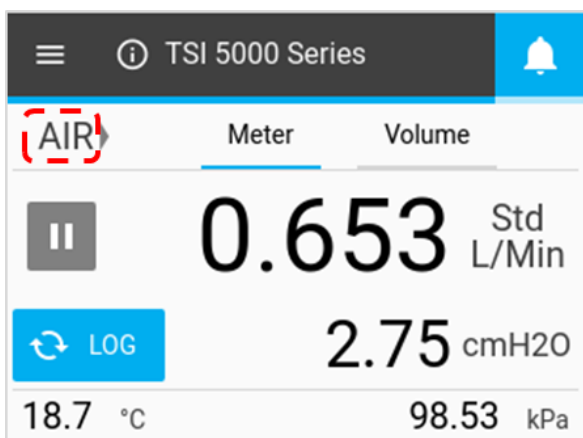 TSI 5000 Series
AIR Meter Volume
0.653 Std L/Min
LOG 2.75 cmH2O
18.7 °C 98.53 kPa